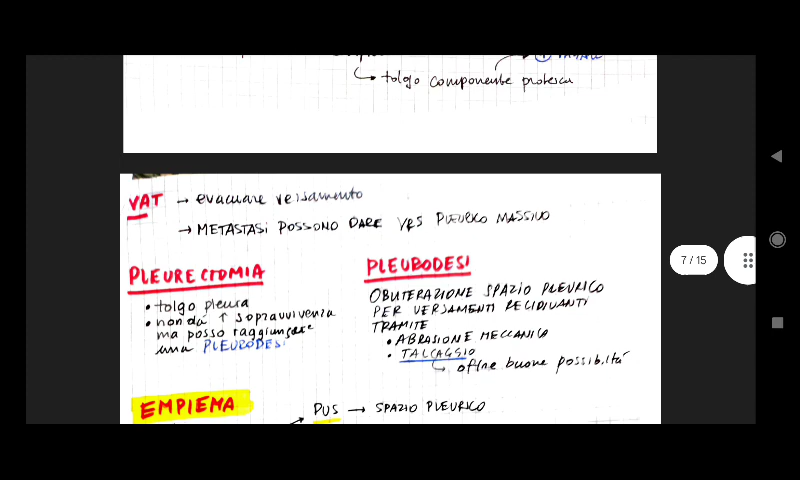 tolgo componente proteica
VAT → evacuare versamento
→ METASTASI POSSONO DARE VRS PLEURICO MASSIVO
PLEURECTOMIA
• tolgo pleura
• non dà ↑ sopravvivenza
ma posso raggiungere
una PLEURODESI
PLEURODESI
OBLITERAZIONE SPAZIO PLEURICO
PER VERSAMENTI RECIDIVANTI
TRAMITE
• ABRASIONE MECCANICA
• TALCAGGIO
offre buone possibilità
EMPIEMA
PUS → SPAZIO PLEURICO
7 / 15